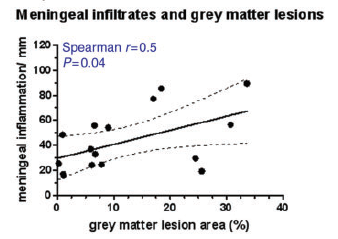 Meningeal infiltrates and grey matter lesions
Spearman r=0.5
P=0.04
meningeal inflammation/ mm
120
100
80
60
40
20
0
0 10 20 30 40
grey matter lesion area (%)